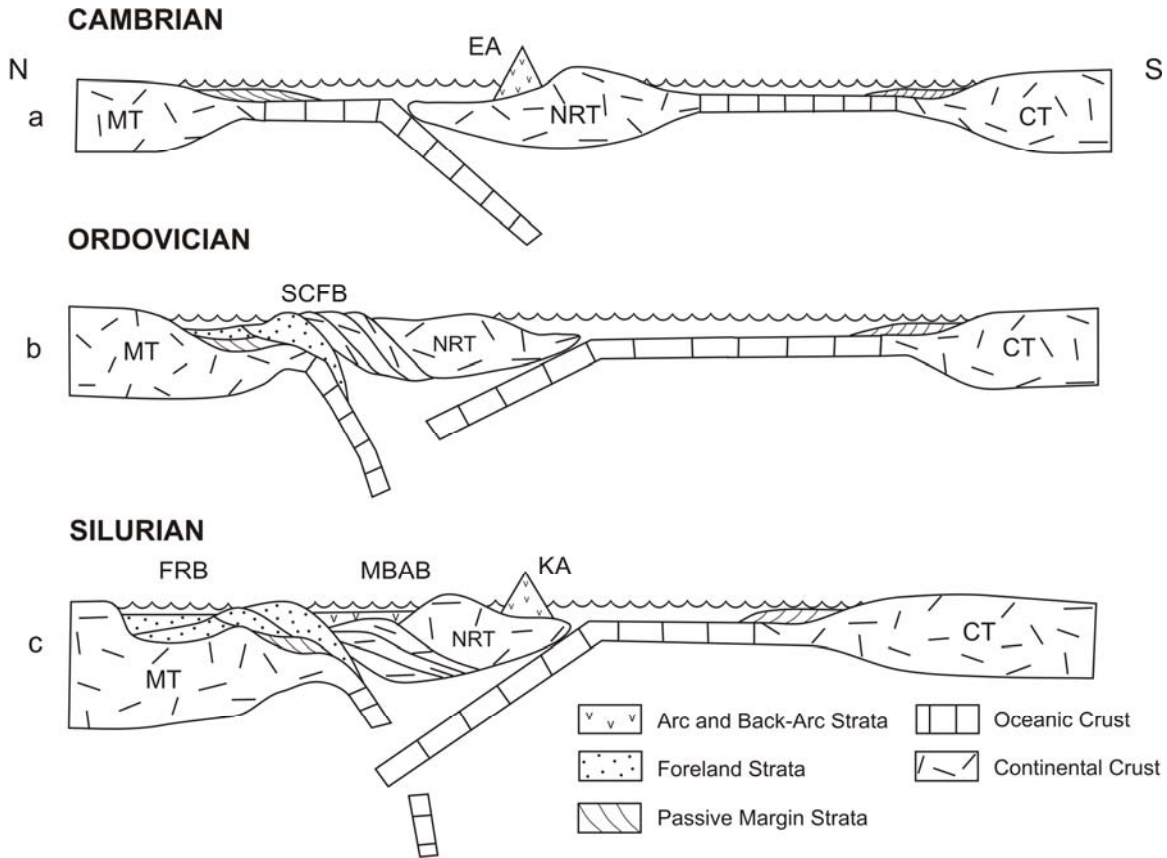 CAMBRIAN
N
EA
S
a
MT
NRT
CT
ORDOVICIAN
SCFB
b
MT
NRT
CT
SILURIAN
FRB
MBAB
KA
c
MT
NRT
CT
Arc and Back-Arc Strata
Oceanic Crust
Foreland Strata
Continental Crust
Passive Margin Strata